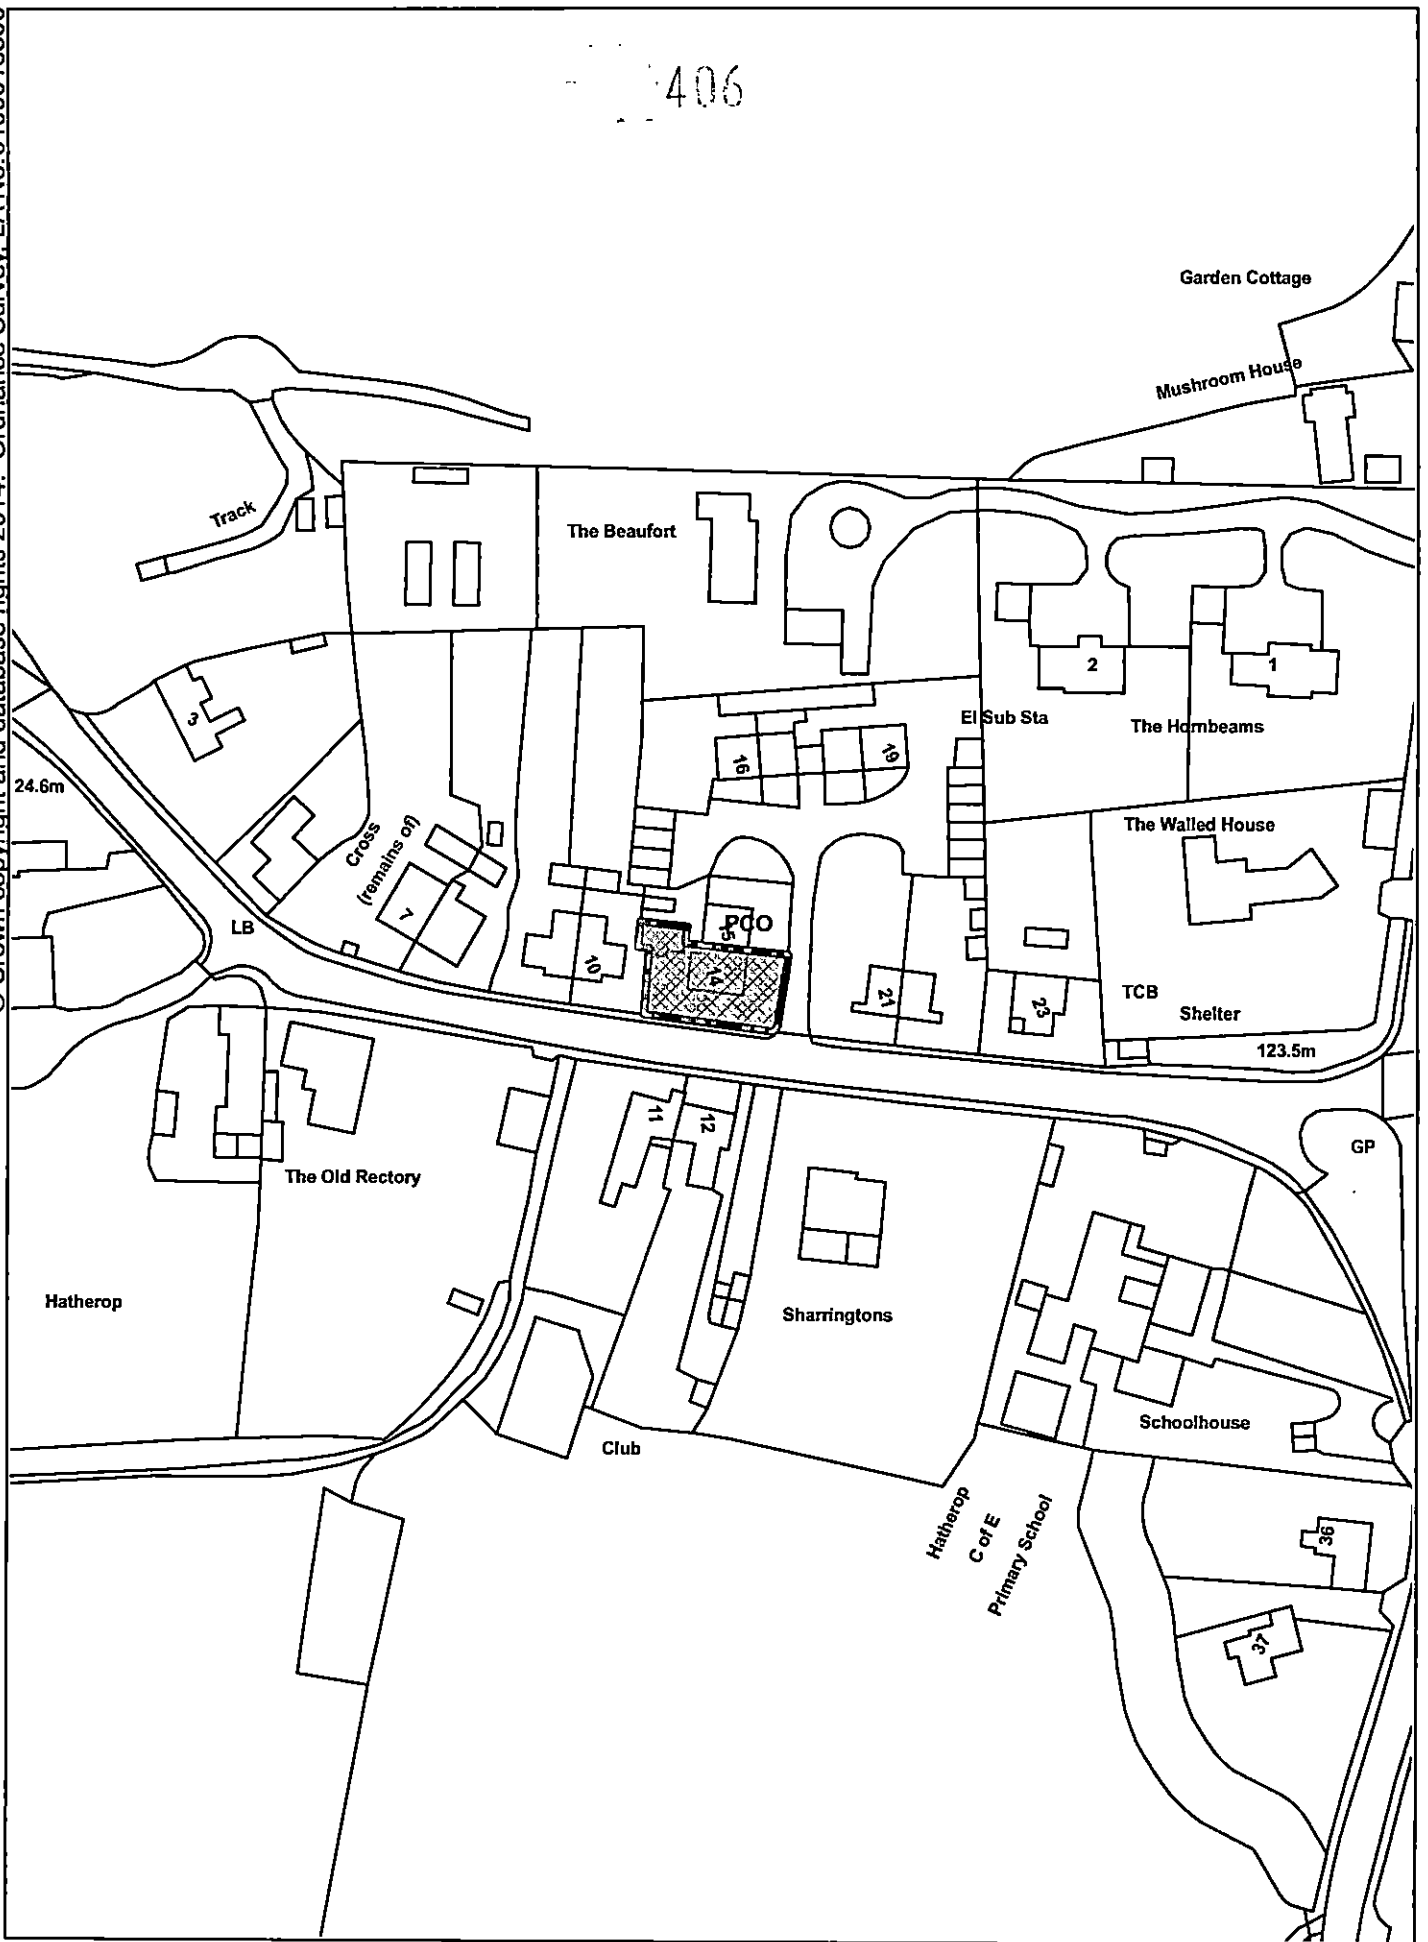 406
Garden Cottage
Mushroom House
Track
The Beaufort
2
1
3
El Sub Sta
The Hornbeams
16
19
24.6m
The Walled House
Cross
(remains of)
7
LB
PCO
15
10
14
21
23
TCB
Shelter
123.5m
11
12
GP
The Old Rectory
Hatherop
Sharringtons
Schoolhouse
Club
Hatherop
C of E
Primary School
36
37